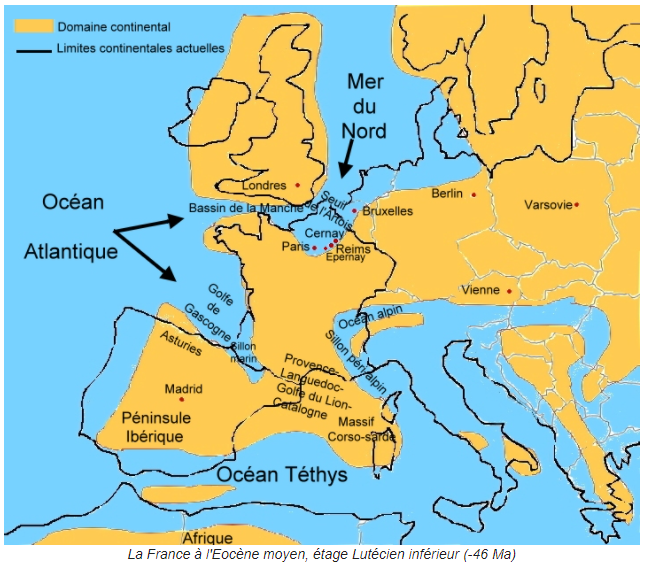 Domaine continental
Limites continentales actuelles
Mer
du
Nord
Océan
Atlantique
Londres
Bassin de la Manche
Seuil
de l'Artois
Bruxelles
Berlin
Varsovie
Cernay
Paris
Reims
Epernay
Vienne
Golfe
de
Gascogne
Océan alpin
Sillon
marin
Sillon périalpin
Asturies
Provence-
Languedoc-
Golfe du Lion-
Catalogne
Madrid
Massif
Corso-sarde
Péninsule
Ibérique
Océan Téthys
Afrique
La France à l'Eocène moyen, étage Lutécien inférieur (-46 Ma)